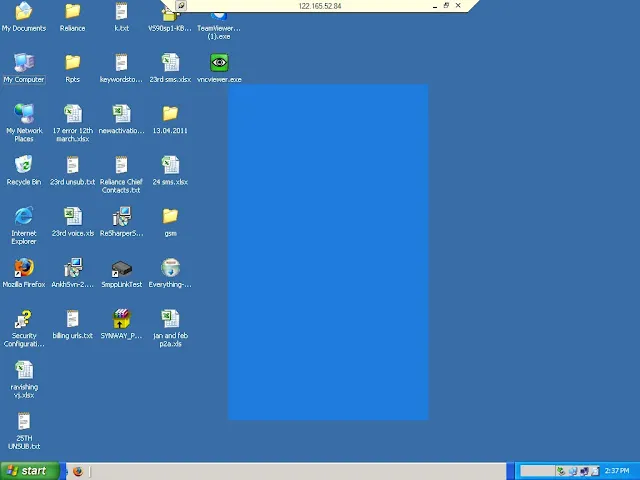 122.165.52.84
My Documents
Reliance
k.txt
VS90sp1-KB...
TeamViewer...
(1).exe
My Computer
Rpts
keywordsto...
23rd sms.xlsx
vncviewer.exe
My Network
Places
17 error 12th
march.xlsx
newactivatio...
13.04.2011
Recycle Bin
23rd unsub.txt
Reliance Chief
Contacts.txt
24 sms.xlsx
Internet
Explorer
23rd voice.xls
ReSharperS...
gsm
Mozilla Firefox
AnkhSvn-2....
SmppLinkTest
Everything-...
Security
Configurati...
billing urls.txt
SYNWAY_P...
jan and feb
p2a.xls
ravishing
vj.xlsx
25TH
UNSUB.txt
start
2:37 PM